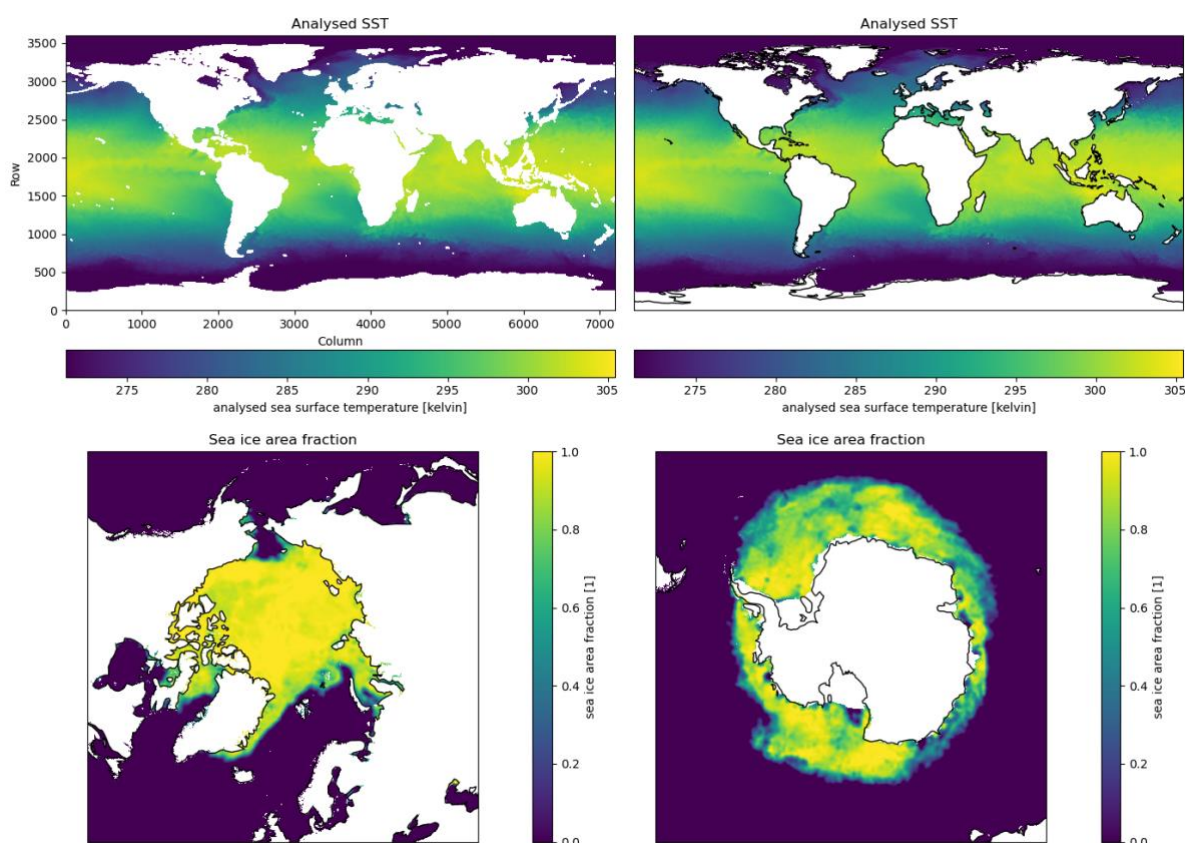 Analysed SST
3500
3000
2500
2000
1500
1000
500
0
Row
0 1000 2000 3000 4000 5000 6000 7000
Column
275 280 285 290 295 300 305
analysed sea surface temperature [kelvin]
Analysed SST
275 280 285 290 295 300 305
analysed sea surface temperature [kelvin]
Sea ice area fraction
1.0
0.8
0.6
0.4
0.2
0.0
sea ice area fraction [1]
Sea ice area fraction
1.0
0.8
0.6
0.4
0.2
0.0
sea ice area fraction [1]